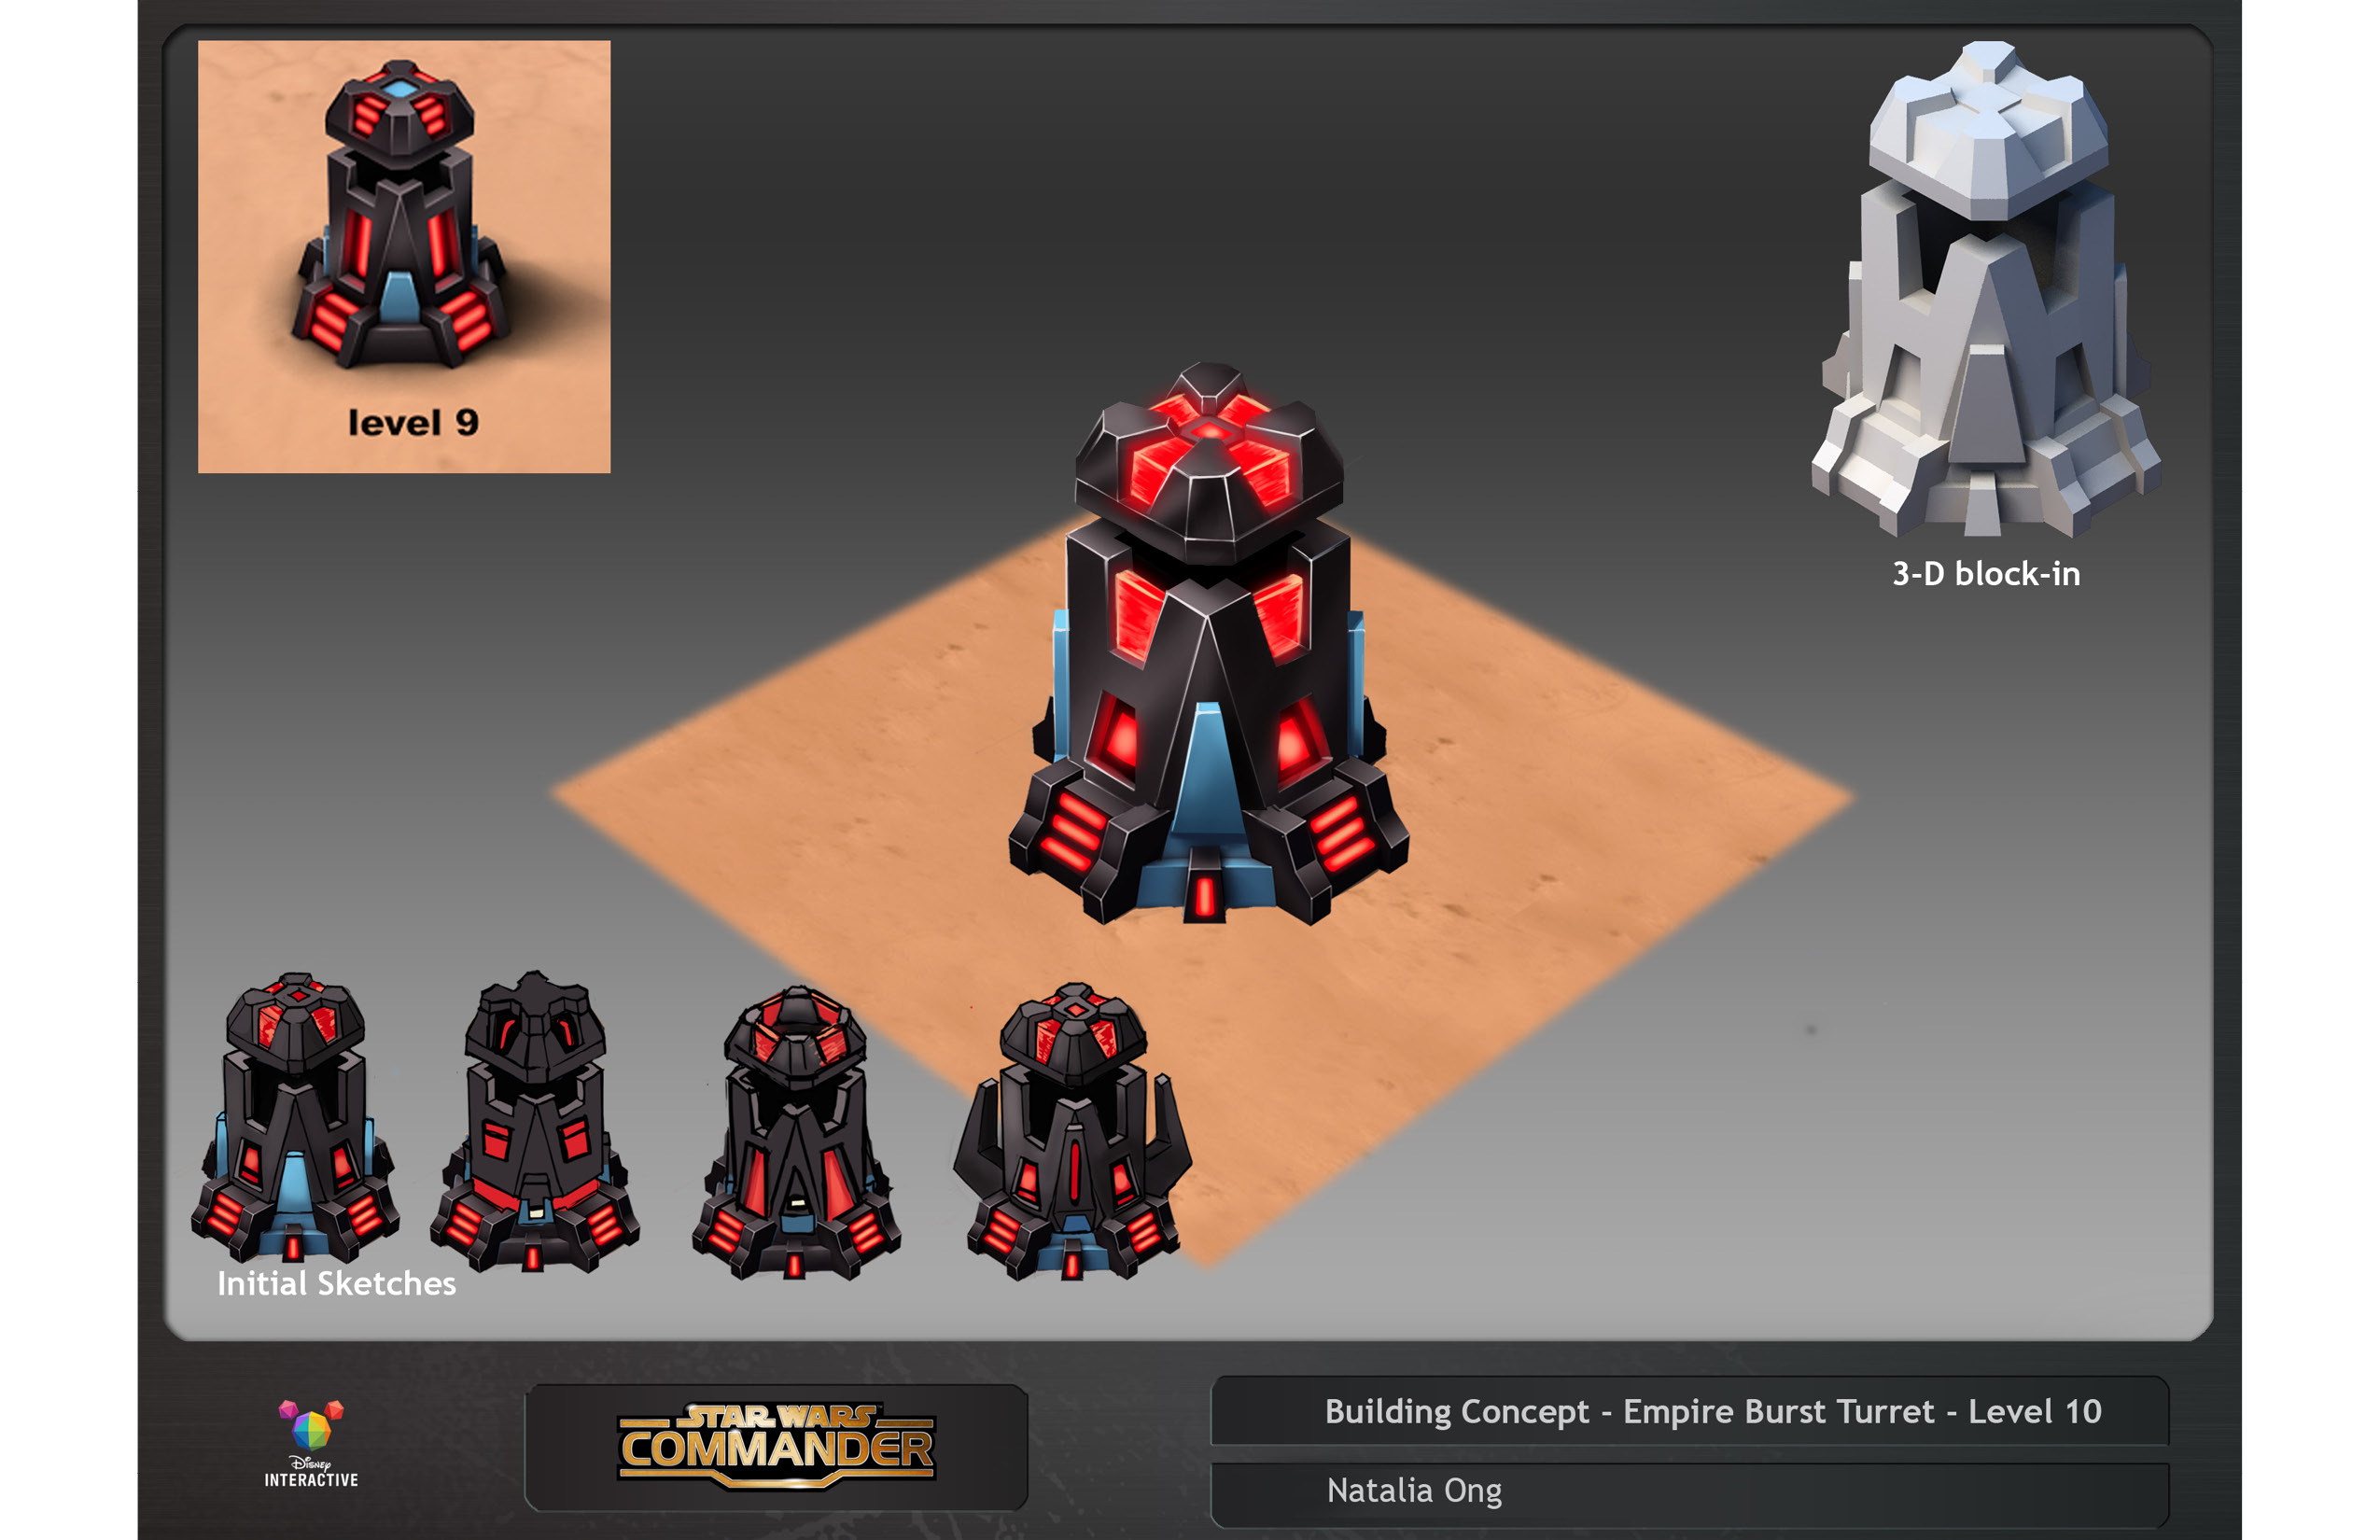 level 9
3-D block-in
Initial Sketches
Disney
INTERACTIVE
STAR WARS
COMMANDER
Building Concept - Empire Burst Turret - Level 10
Natalia Ong